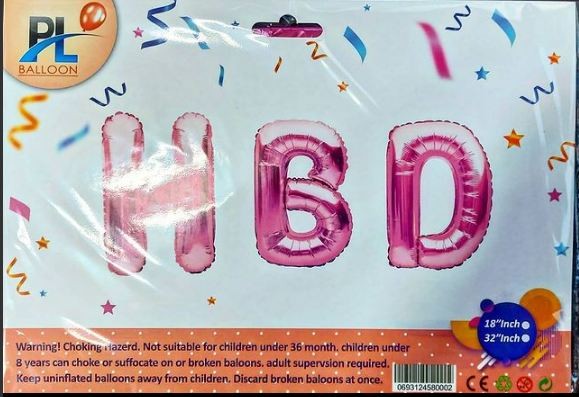 PL
BALLOON
HBD
18"Inch
32"Inch
Warning! Choking Hazerd. Not suitable for children under 36 month. children under
8 years can choke or suffocate on or broken baloons. adult supervsion required.
Keep uninflated balloons away from children. Discard broken baloons at once.
0693124580002
CE